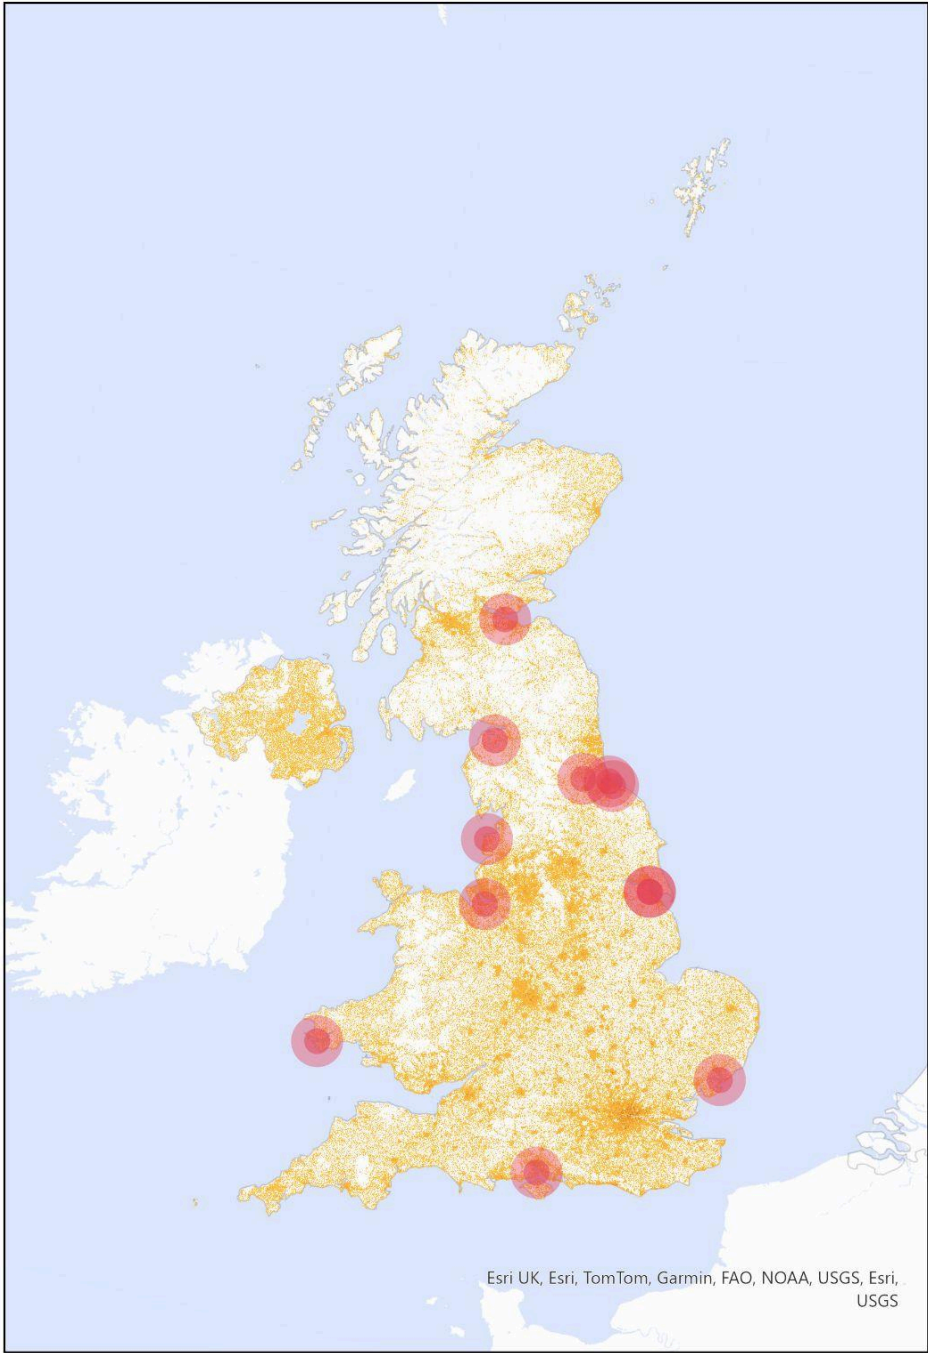 Esri UK, Esri, TomTom, Garmin, FAO, NOAA, USGS, Esri,
USGS